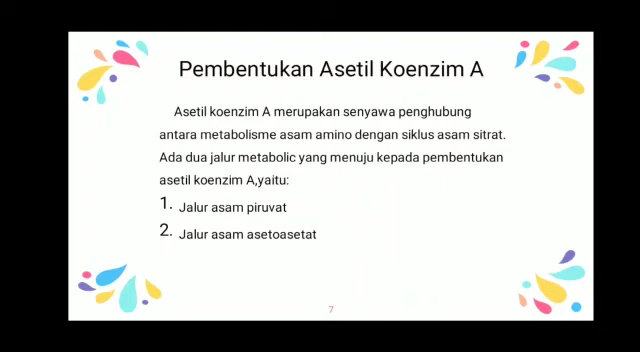 Pembentukan Asetil Koenzim A
Asetil koenzim A merupakan senyawa penghubung
antara metabolisme asam amino dengan siklus asam sitrat.
Ada dua jalur metabolic yang menuju kepada pembentukan
asetil koenzim A,yaitu:
1. Jalur asam piruvat
2. Jalur asam asetoasetat
7